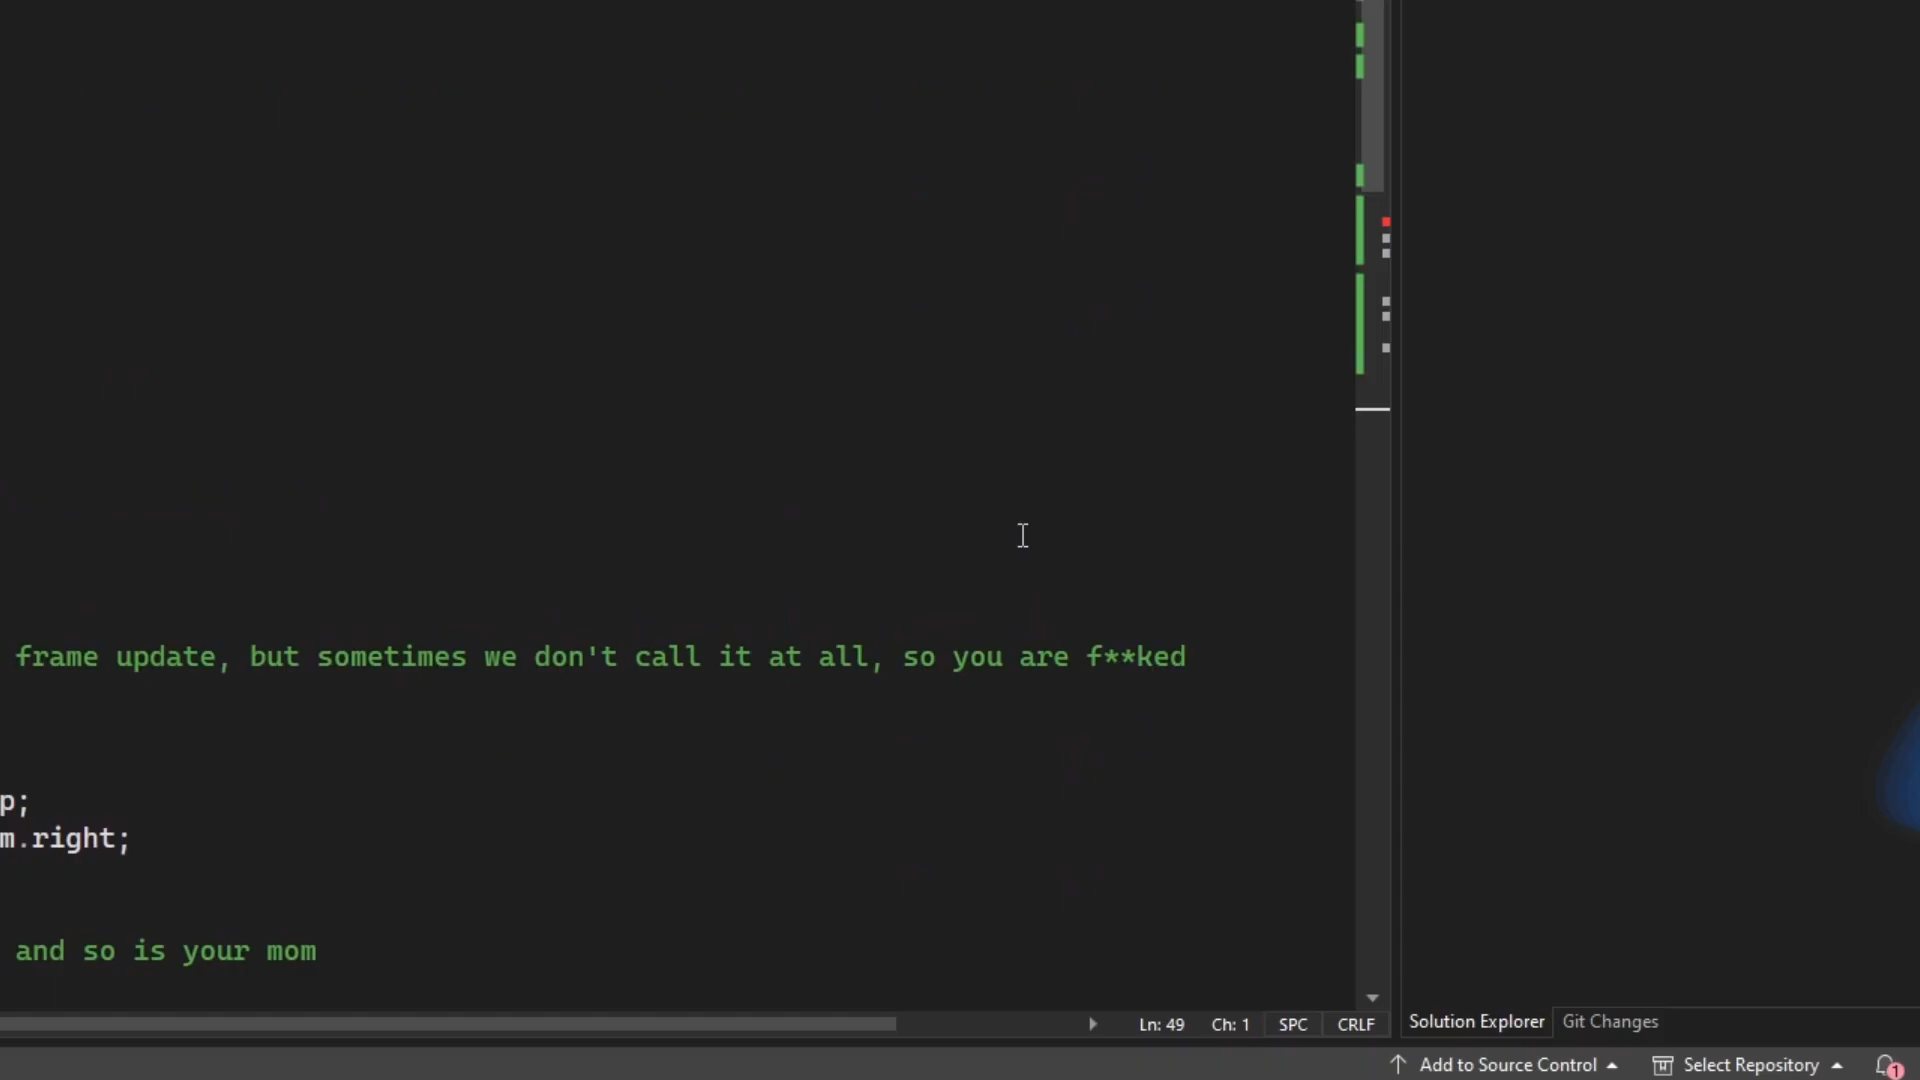 frame update, but sometimes we don't call it at all, so you are f**ked
p;
m.right;
and so is your mom
Ln: 49 Ch: 1 SPC CRLF
Solution Explorer Git Changes
Add to Source Control Select Repository 1